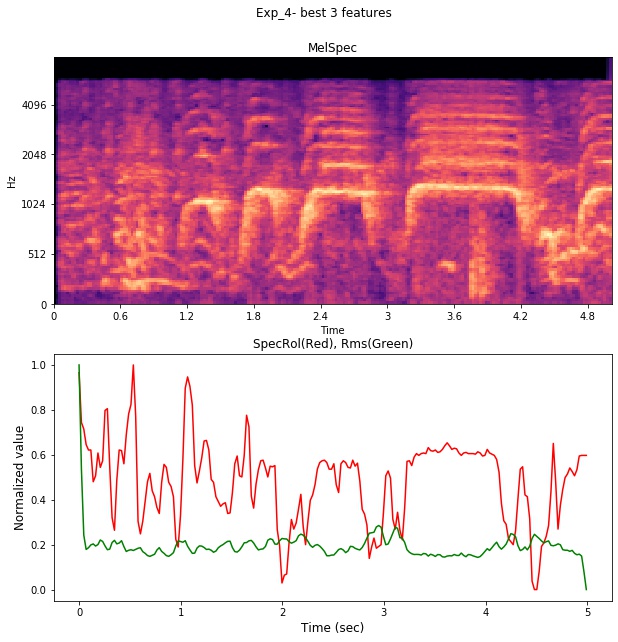 Exp_4- best 3 features
MelSpec
Hz
4096
2048
1024
512
0
0 0.6 1.2 1.8 2.4 3 3.6 4.2 4.8
Time
SpecRol(Red), Rms(Green)
Normalized value
1.0
0.8
0.6
0.4
0.2
0.0
0 1 2 3 4 5
Time (sec)